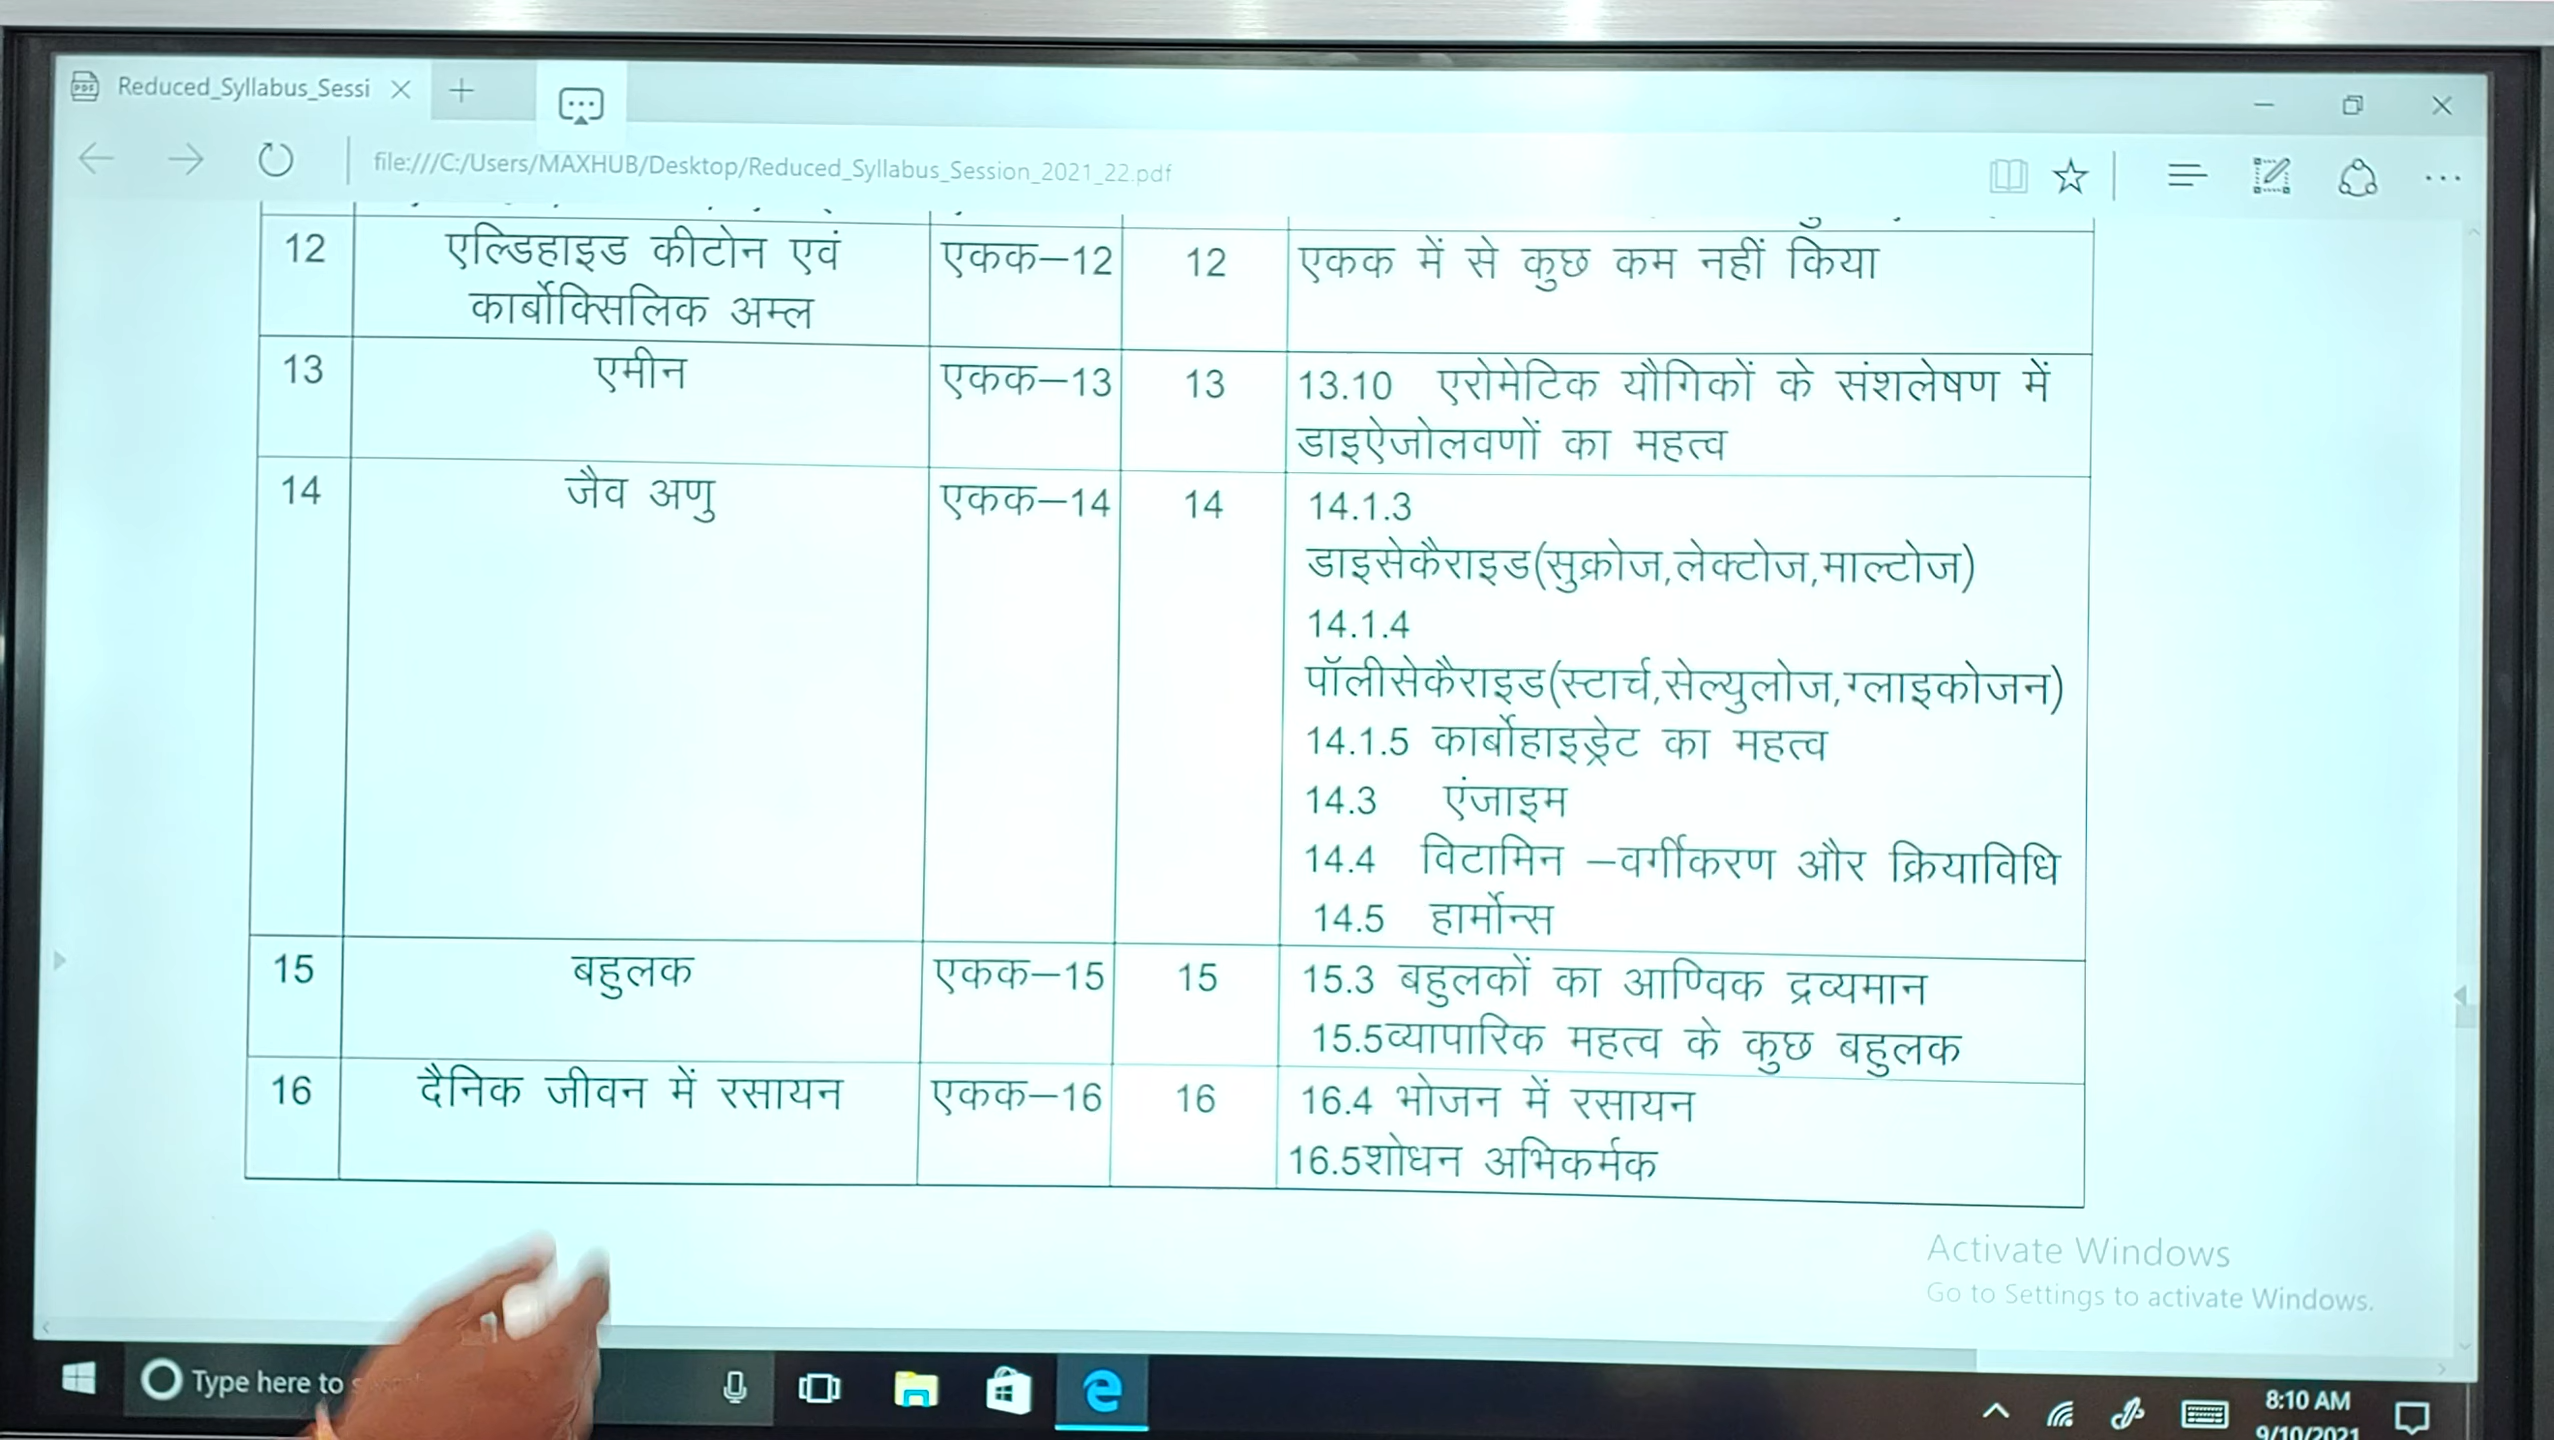 Reduced_Syllabus_Sessi
file:///C:/Users/MAXHUB/Desktop/Reduced_Syllabus_Session_2021_22.pdf
12 एल्डिहाइड कीटोन एवं कार्बोक्सिलिक अम्ल एकक–12 12 एकक में से कुछ कम नहीं किया
13 एमीन एकक–13 13 13.10 एरोमेटिक यौगिकों के संशलेषण में
डाइऐजोलवणों का महत्व
14 जैव अणु एकक–14 14 14.1.3
डाइसेकैराइड(सुक्रोज,लेक्टोज,माल्टोज)
14.1.4
पॉलीसेकैराइड(स्टार्च,सेल्युलोज,ग्लाइकोजन)
14.1.5 कार्बोहाइड्रेट का महत्व
14.3 एंजाइम
14.4 विटामिन –वर्गीकरण और क्रियाविधि
14.5 हार्मोन्स
15 बहुलक एकक–15 15 15.3 बहुलकों का आण्विक द्रव्यमान
15.5व्यापारिक महत्व के कुछ बहुलक
16 दैनिक जीवन में रसायन एकक–16 16 16.4 भोजन में रसायन
16.5शोधन अभिकर्मक
Activate Windows
Go to Settings to activate Windows.
Type here to
8:10 AM
9/10/2021